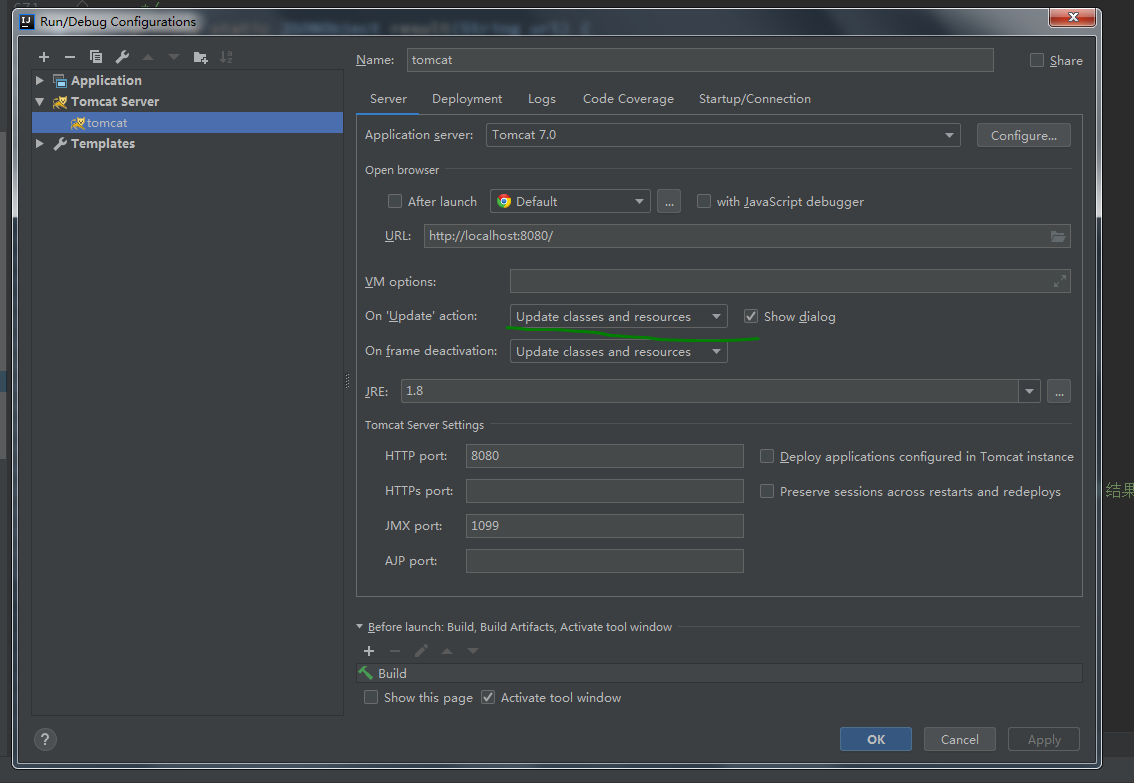 Run/Debug Configurations
Application
Tomcat Server
tomcat
Templates
Name: tomcat
Share
Server Deployment Logs Code Coverage Startup/Connection
Application server: Tomcat 7.0 Configure...
Open browser
After launch Default ... with JavaScript debugger
URL: http://localhost:8080/
VM options:
On 'Update' action: Update classes and resources Show dialog
On frame deactivation: Update classes and resources
JRE: 1.8 ...
Tomcat Server Settings
HTTP port: 8080 Deploy applications configured in Tomcat instance
HTTPs port: Preserve sessions across restarts and redeploys
结果
JMX port: 1099
AJP port:
Before launch: Build, Build Artifacts, Activate tool window
Build
Show this page Activate tool window
? OK Cancel Apply